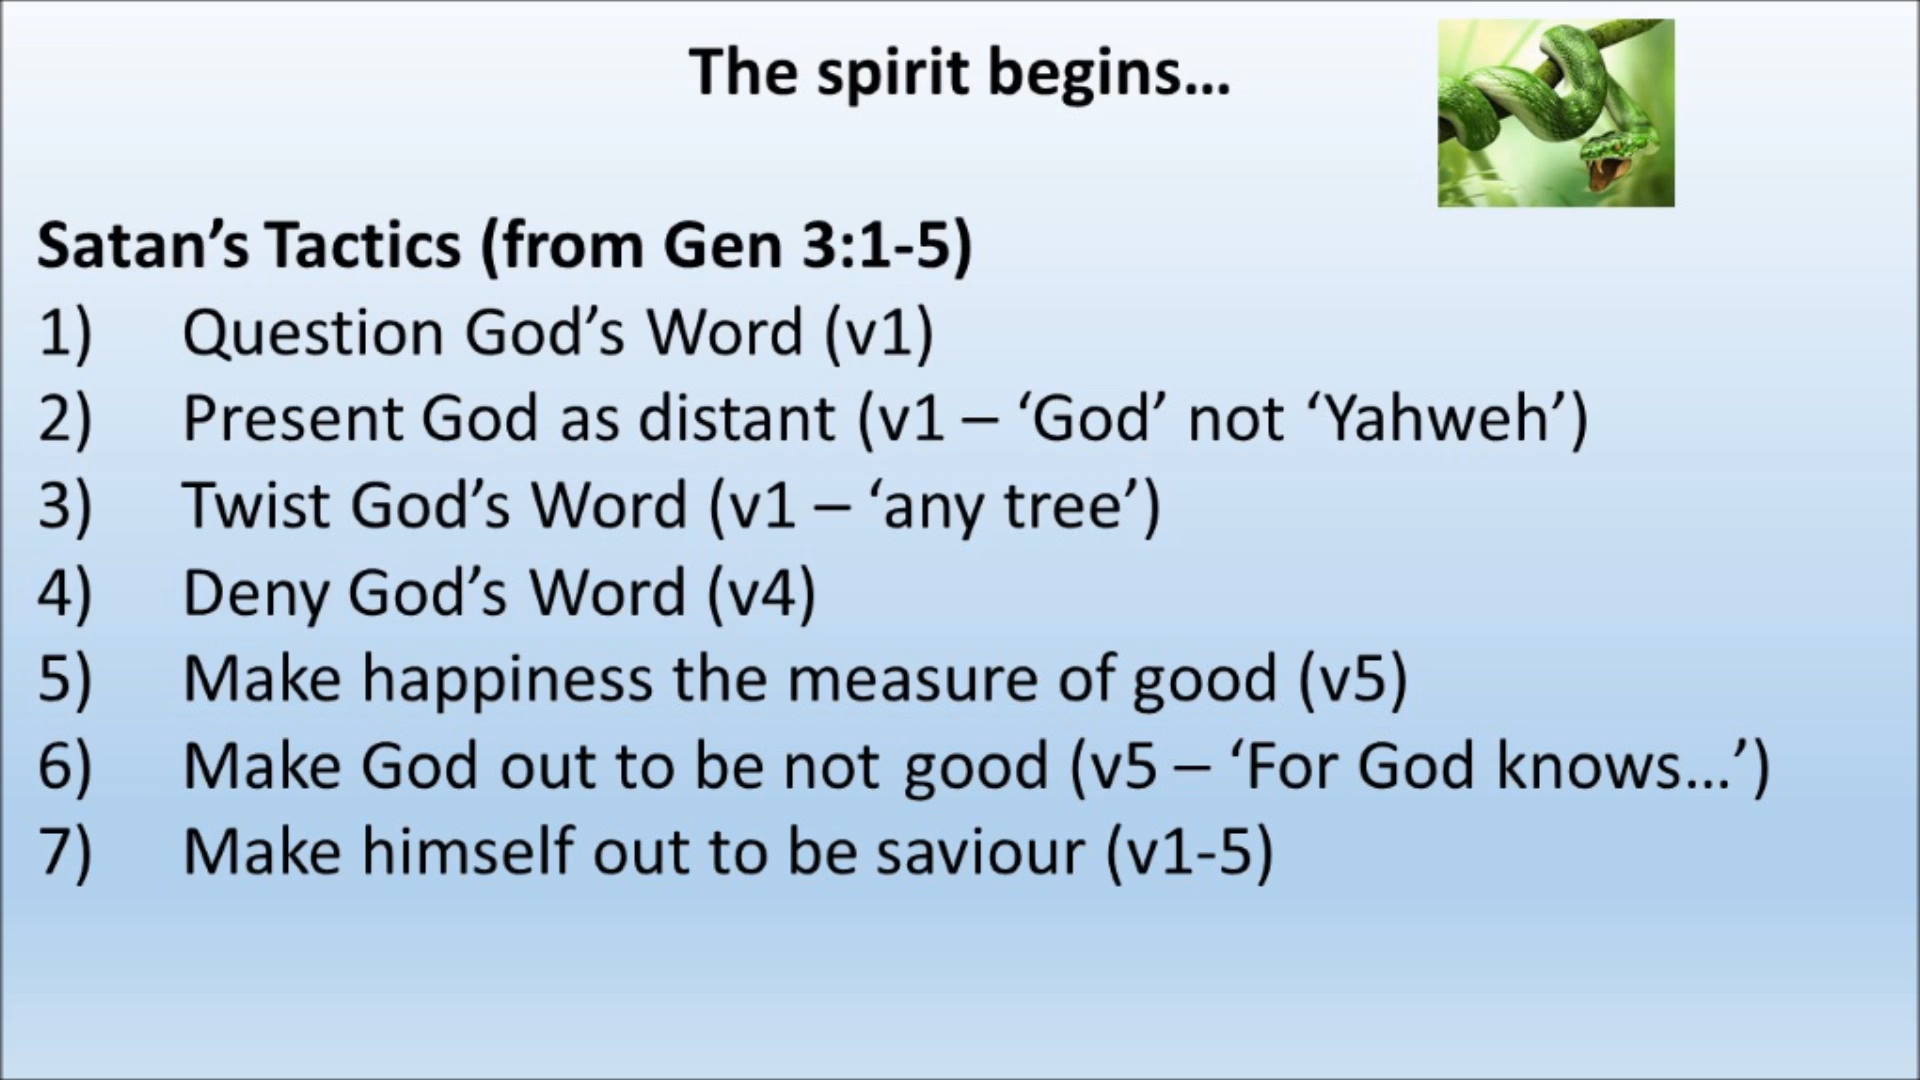 The spirit begins…
Satan’s Tactics (from Gen 3:1-5)
1) Question God’s Word (v1)
2) Present God as distant (v1 – ‘God’ not ‘Yahweh’)
3) Twist God’s Word (v1 – ‘any tree’)
4) Deny God’s Word (v4)
5) Make happiness the measure of good (v5)
6) Make God out to be not good (v5 – ‘For God knows…’)
7) Make himself out to be saviour (v1-5)